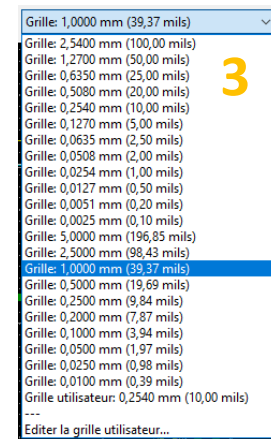 Grille: 1,0000 mm (39,37 mils)
Grille: 2,5400 mm (100,00 mils)
Grille: 1,2700 mm (50,00 mils)
Grille: 0,6350 mm (25,00 mils)
Grille: 0,5080 mm (20,00 mils)
Grille: 0,2540 mm (10,00 mils)
Grille: 0,1270 mm (5,00 mils)
Grille: 0,0635 mm (2,50 mils)
Grille: 0,0508 mm (2,00 mils)
Grille: 0,0254 mm (1,00 mils)
Grille: 0,0127 mm (0,50 mils)
Grille: 0,0051 mm (0,20 mils)
Grille: 0,0025 mm (0,10 mils)
Grille: 5,0000 mm (196,85 mils)
Grille: 2,5000 mm (98,43 mils)
Grille: 1,0000 mm (39,37 mils)
Grille: 0,5000 mm (19,69 mils)
Grille: 0,2500 mm (9,84 mils)
Grille: 0,2000 mm (7,87 mils)
Grille: 0,1000 mm (3,94 mils)
Grille: 0,0500 mm (1,97 mils)
Grille: 0,0250 mm (0,98 mils)
Grille: 0,0100 mm (0,39 mils)
Grille utilisateur: 0,2540 mm (10,00 mils)
---
Editer la grille utilisateur...
3